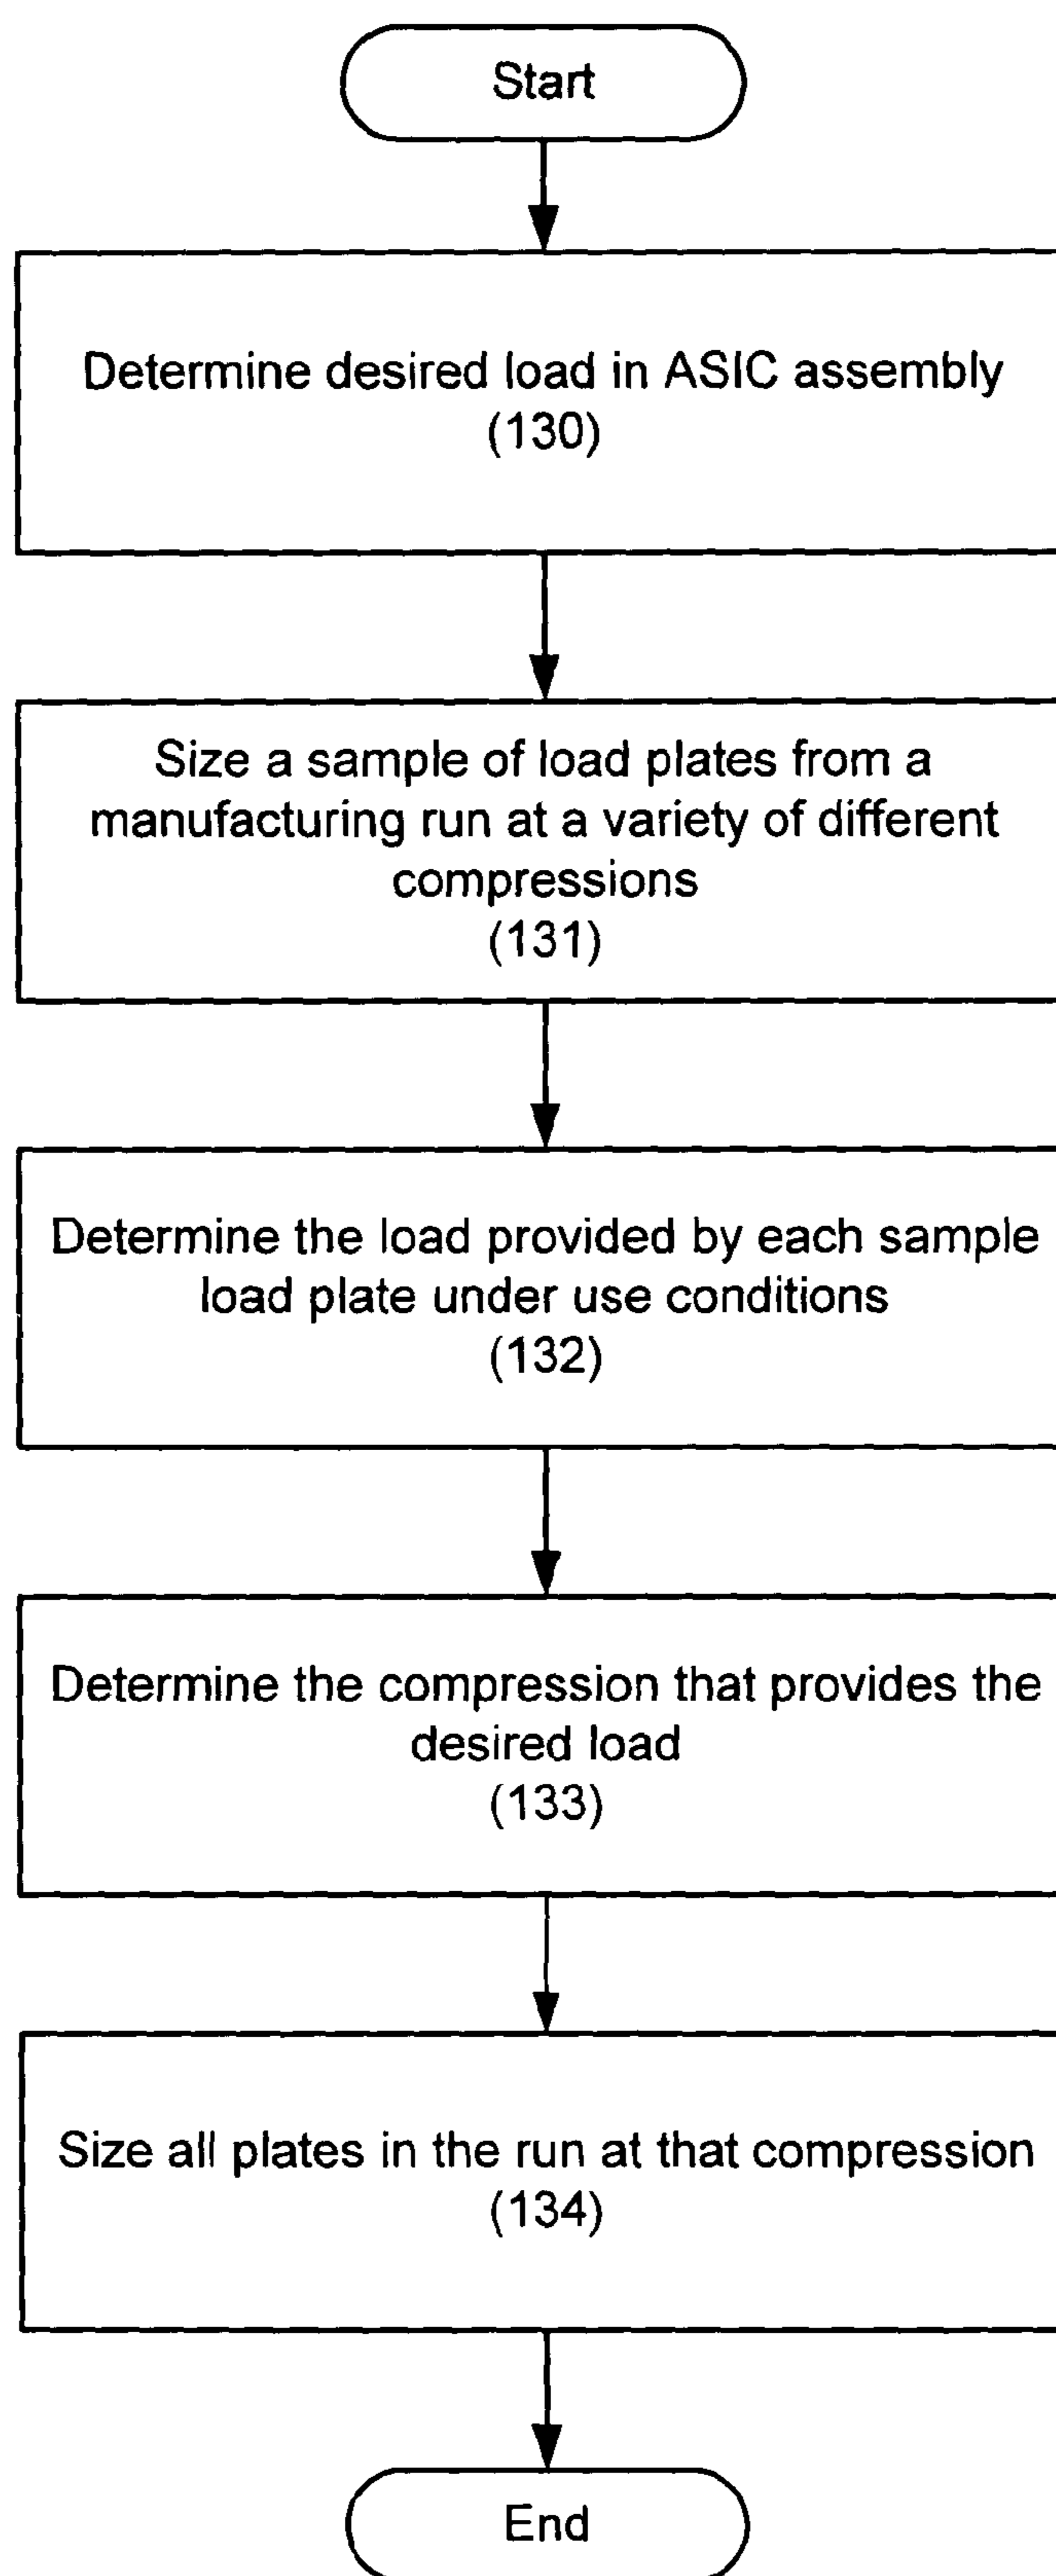 Start
Determine desired load in ASIC assembly
(130)
Size a sample of load plates from a
manufacturing run at a variety of different
compressions
(131)
Determine the load provided by each sample
load plate under use conditions
(132)
Determine the compression that provides the
desired load
(133)
Size all plates in the run at that compression
(134)
End